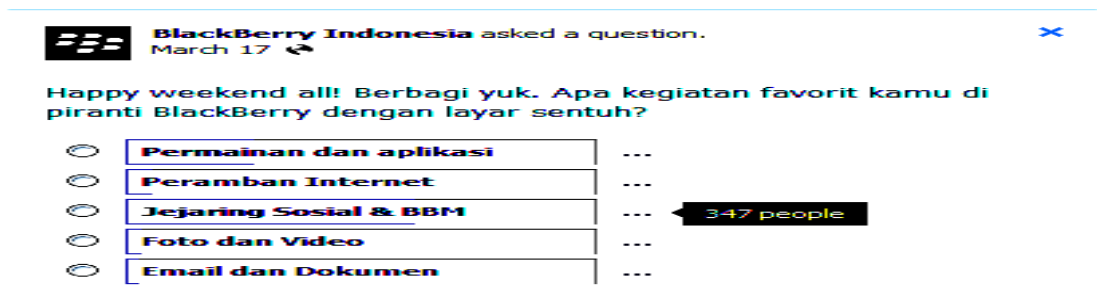 BlackBerry Indonesia asked a question.
March 17
Happy weekend all! Berbagi yuk. Apa kegiatan favorit kamu di
piranti BlackBerry dengan layar sentuh?
Permainan dan aplikasi ...
Peramban Internet ...
Jejaring Sosial & BBM ... 347 people
Foto dan Video ...
Email dan Dokumen ...